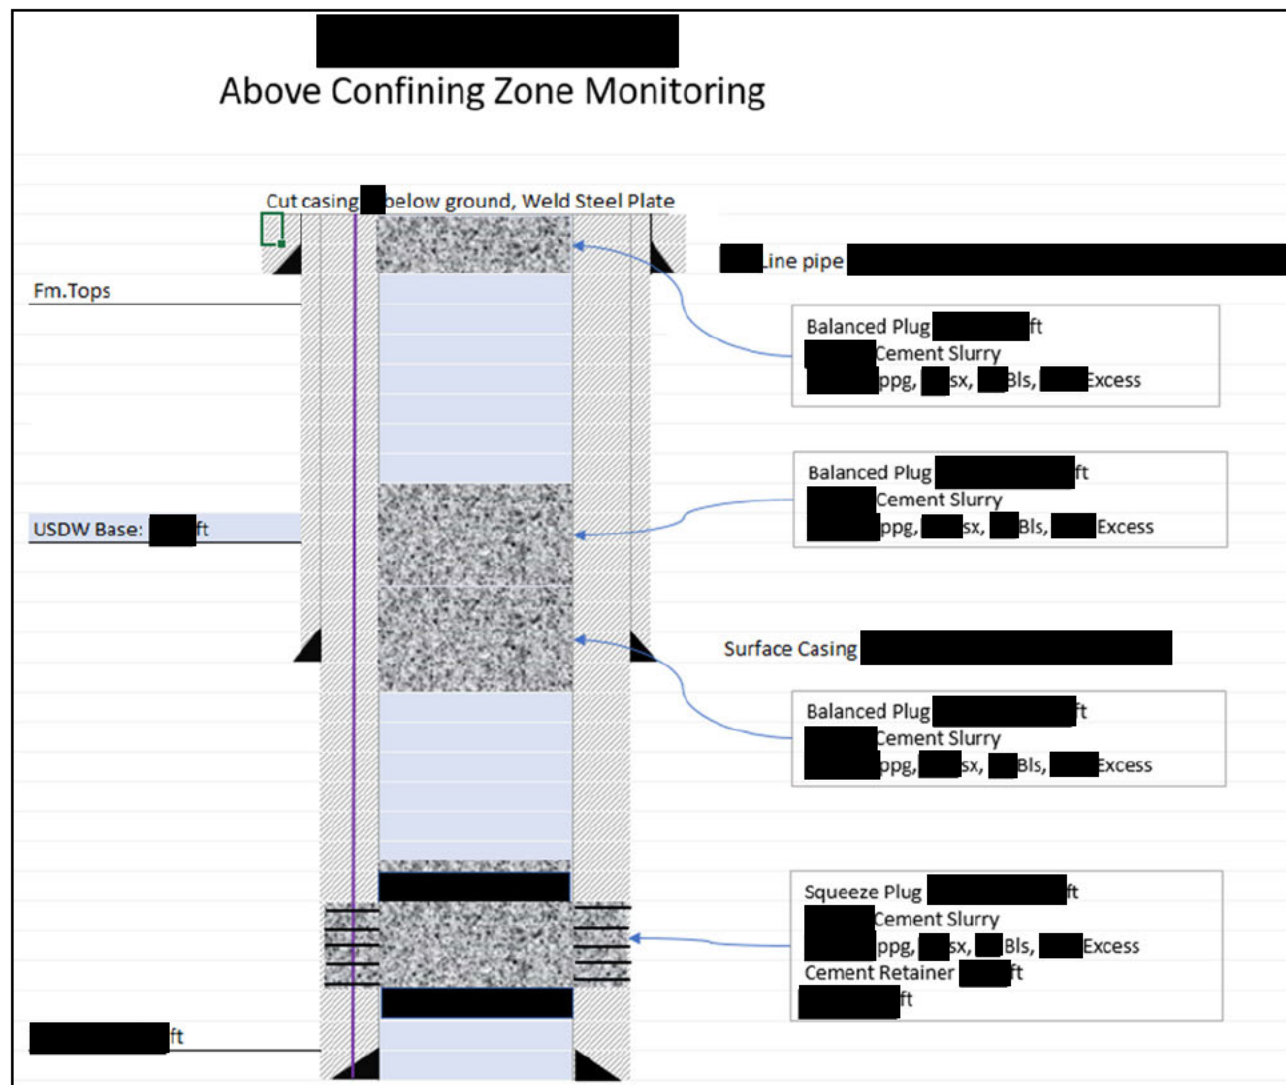 Above Confining Zone Monitoring
Cut casing below ground, Weld Steel Plate
Line pipe
Fm.Tops
Balanced Plug ft
Cement Slurry
ppg, sx, Bls, Excess
Balanced Plug ft
Cement Slurry
ppg, sx, Bls, Excess
USDW Base: ft
Surface Casing
Balanced Plug ft
Cement Slurry
ppg, sx, Bls, Excess
Squeeze Plug ft
Cement Slurry
ppg, sx, Bls, Excess
Cement Retainer ft
ft
ft